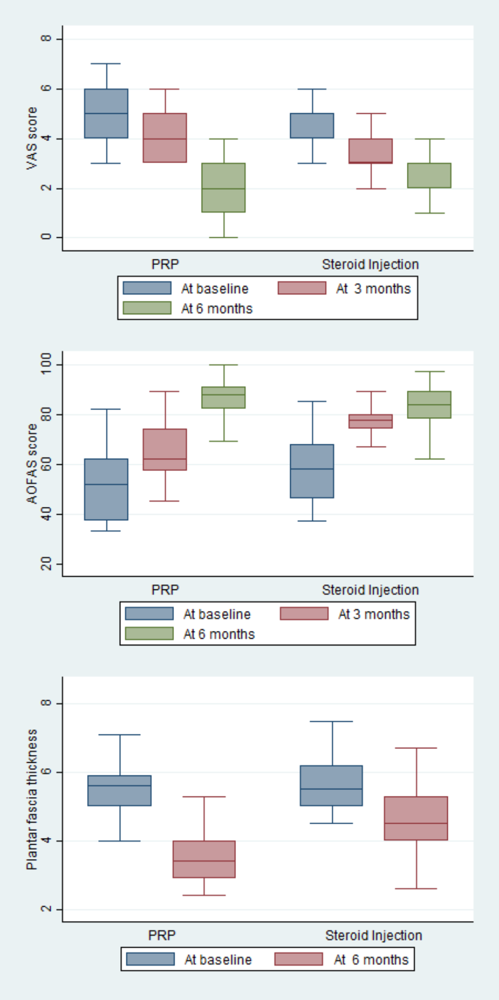 VAS score
8
6
4
2
0
PRP Steroid Injection
At baseline At 3 months
At 6 months
AOFAS score
100
80
60
40
20
PRP Steroid Injection
At baseline At 3 months
At 6 months
Plantar fascia thickness
8
6
4
2
PRP Steroid Injection
At baseline At 6 months